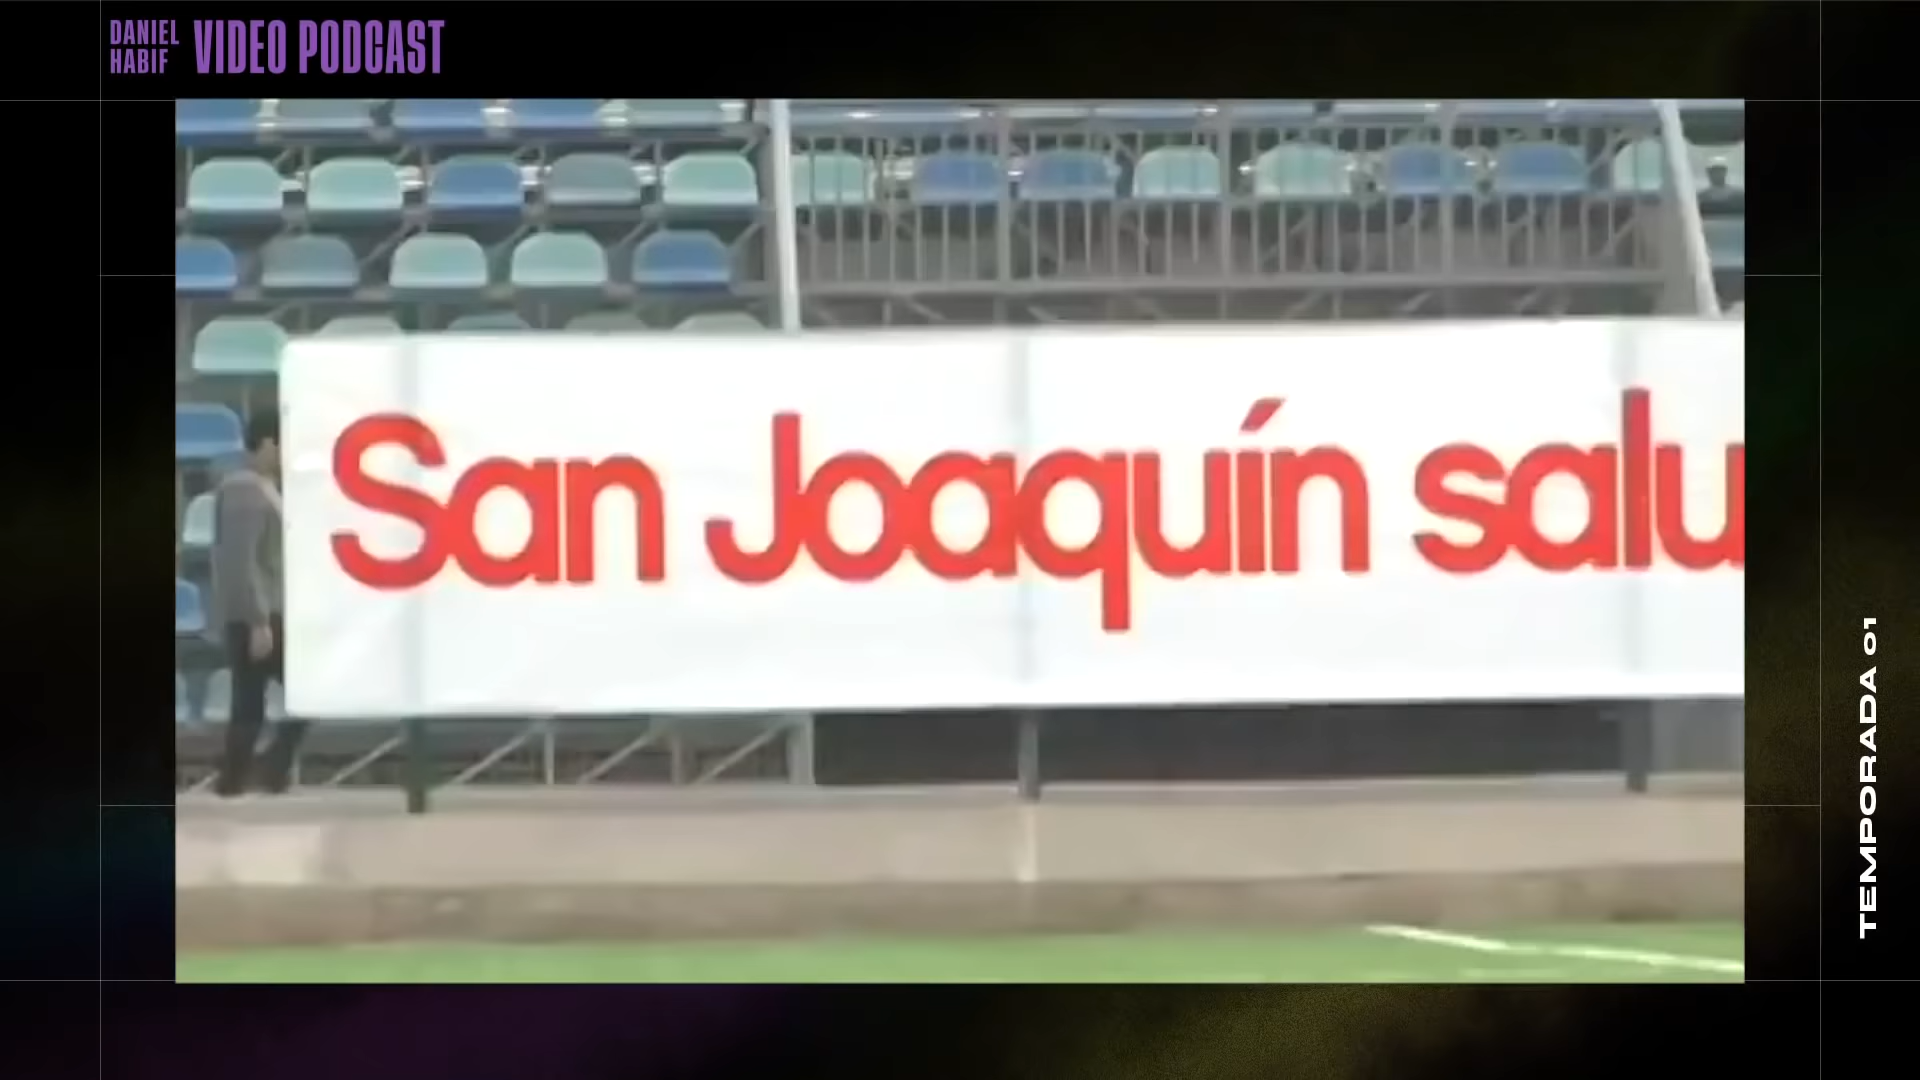 DANIEL
HABIF
VIDEO PODCAST
San Joaquín salu
TEMPORADA 01